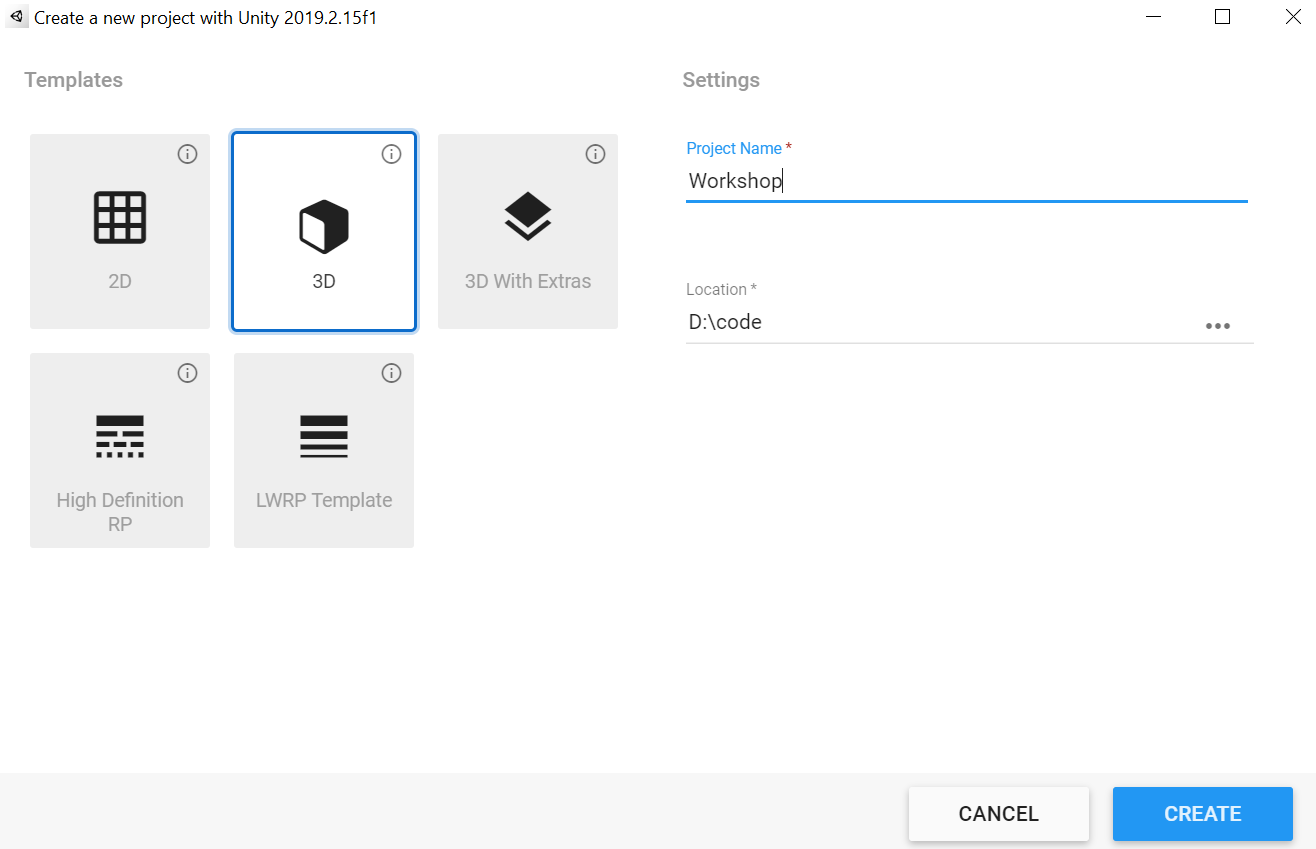 Create a new project with Unity 2019.2.15f1
Templates
Settings
2D
3D
3D With Extras
High Definition
RP
LWRP Template
Project Name *
Workshop
Location *
D:\code
CANCEL
CREATE